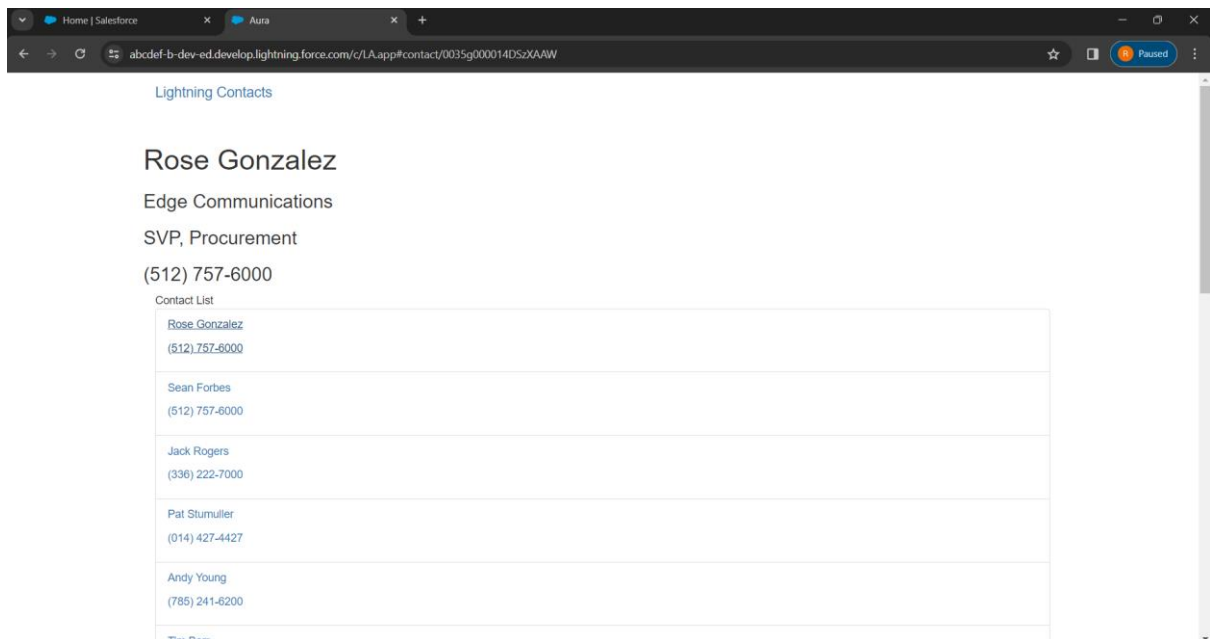 Home | Salesforce
Aura
abcdef-b-dev-ed.develop.lightning.force.com/c/LA.app#contact/0035g000014DSzXAAW
R Paused
Lightning Contacts
Rose Gonzalez
Edge Communications
SVP, Procurement
(512) 757-6000
Contact List
Rose Gonzalez
(512) 757-6000
Sean Forbes
(512) 757-6000
Jack Rogers
(336) 222-7000
Pat Stumuller
(014) 427-4427
Andy Young
(785) 241-6200